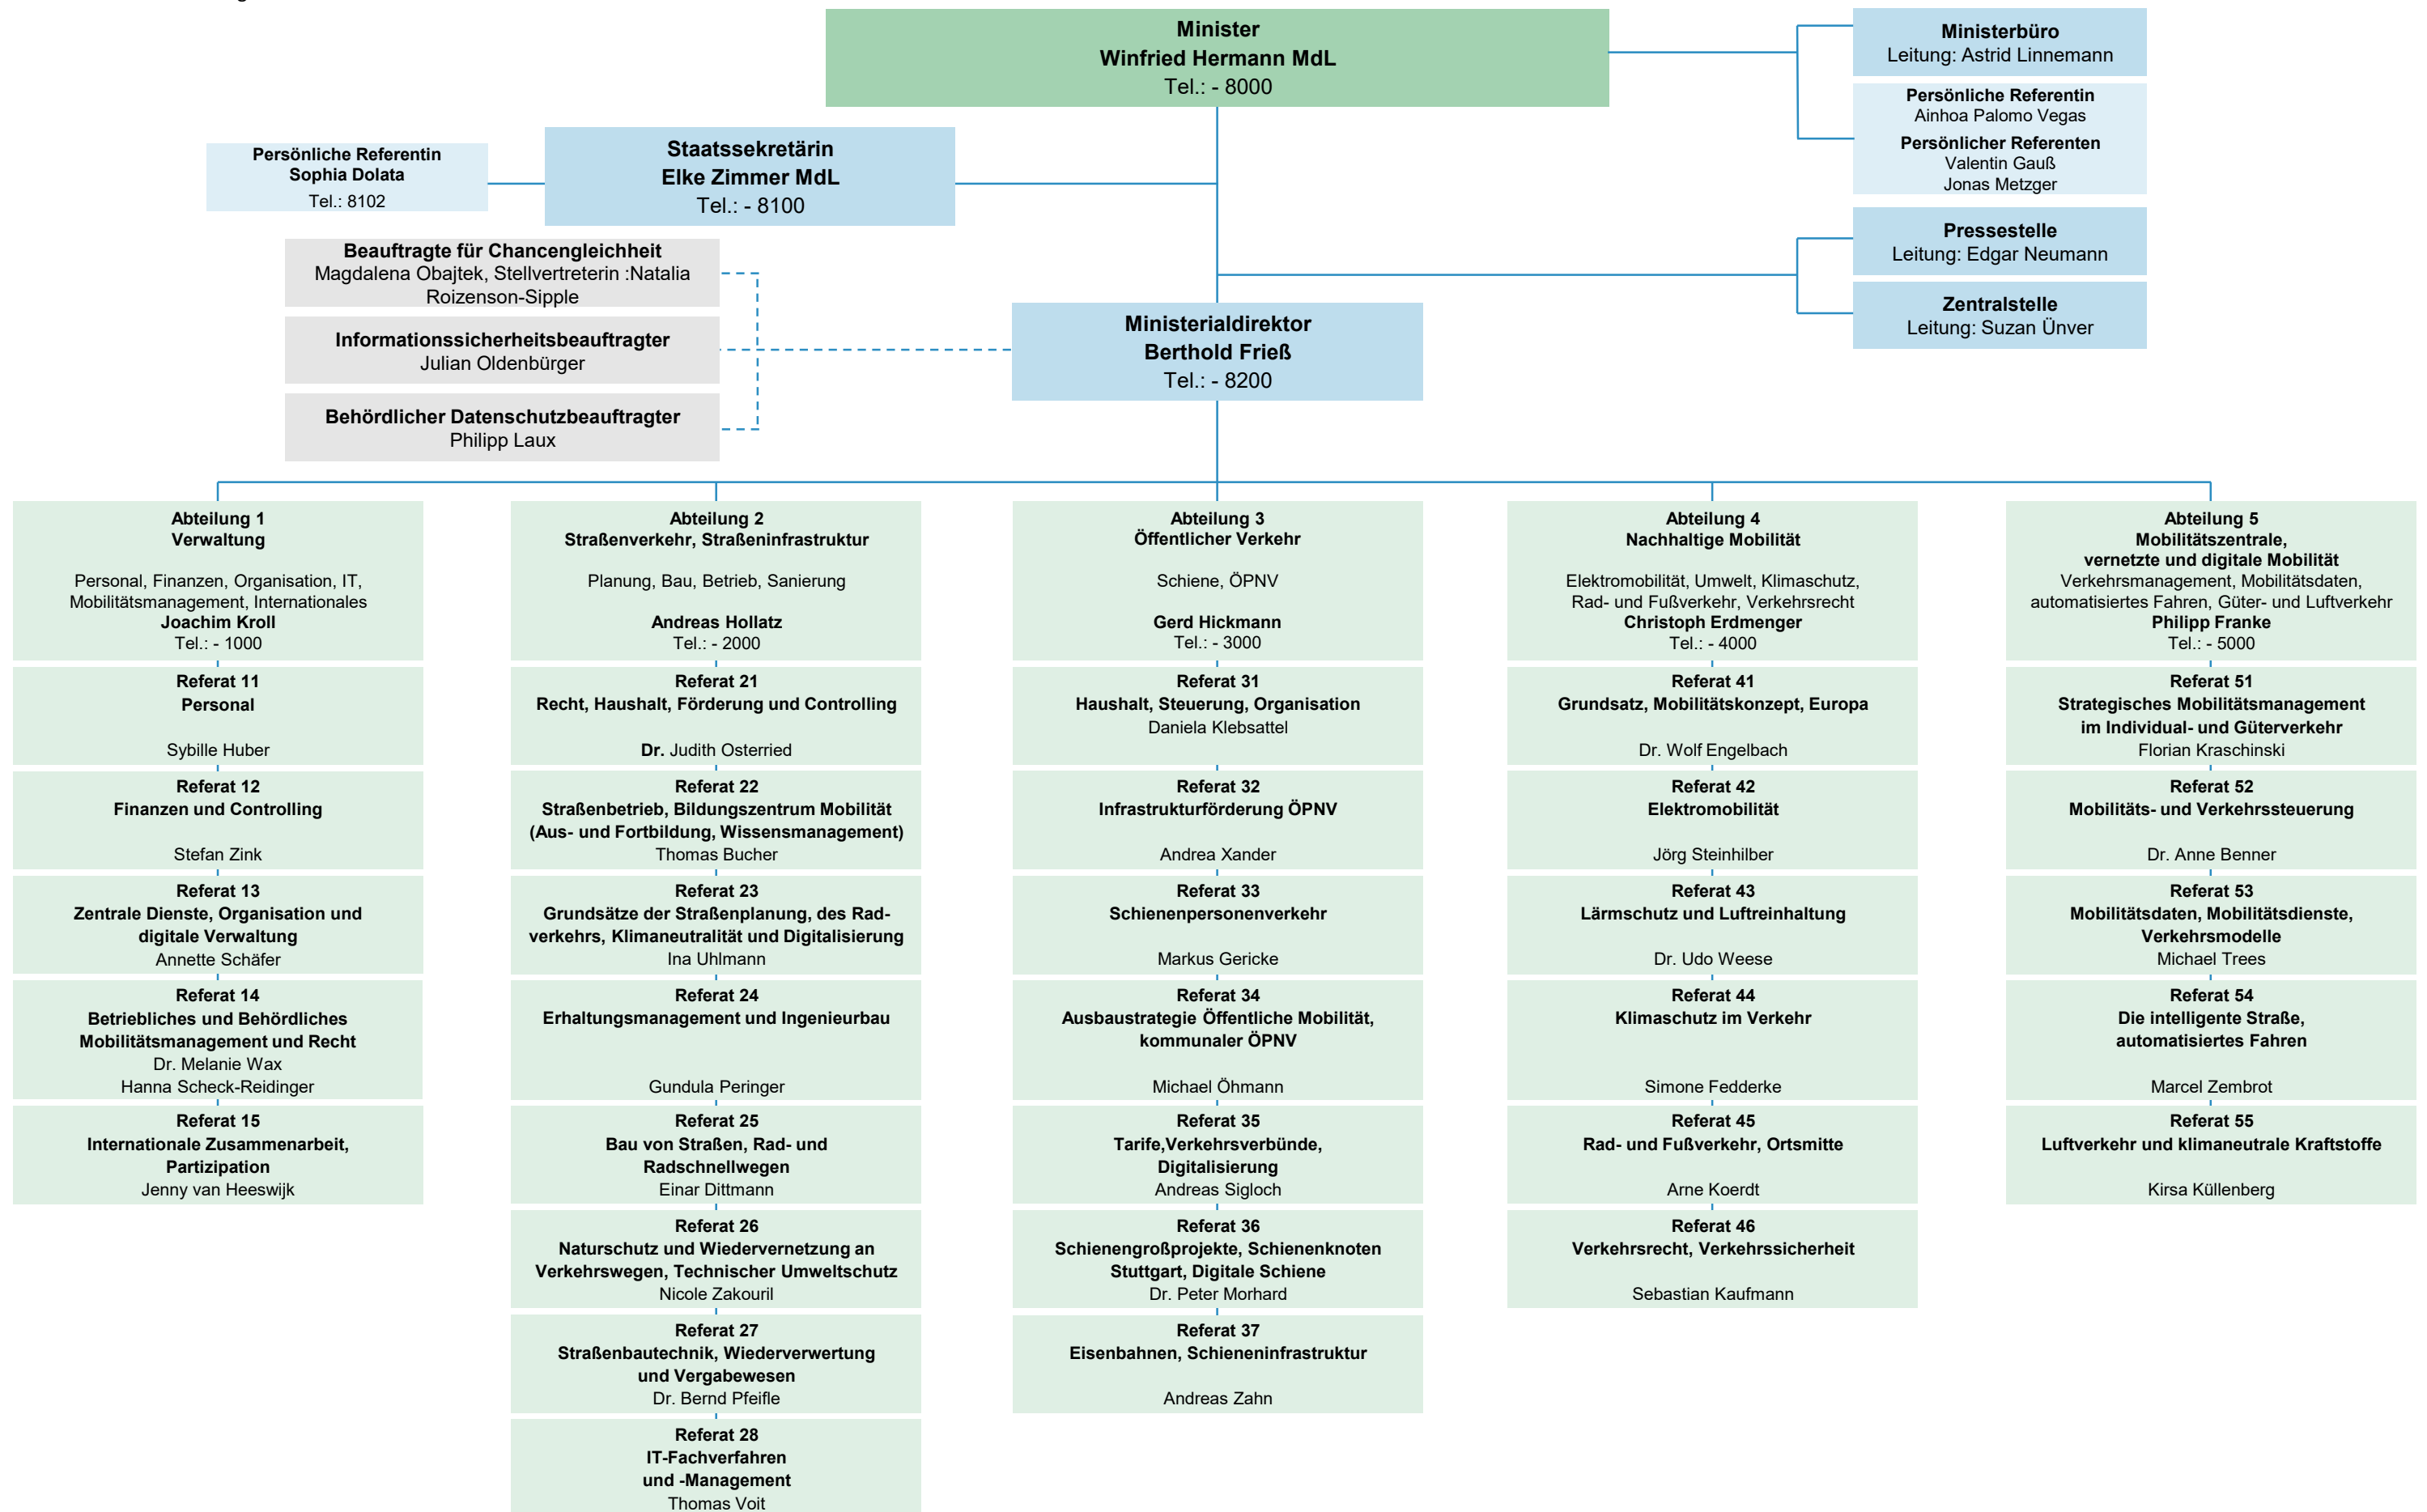 Minister
Winfried Hermann MdL
Tel.: - 8000
Ministerbüro
Leitung: Astrid Linnemann
Persönliche Referentin
Ainhoa Palomo Vegas
Persönlicher Referenten
Valentin Gauß
Jonas Metzger
Persönliche Referentin
Sophia Dolata
Tel.: 8102
Staatssekretärin
Elke Zimmer MdL
Tel.: - 8100
Pressestelle
Leitung: Edgar Neumann
Zentralstelle
Leitung: Suzan Ünver
Beauftragte für Chancengleichheit
Magdalena Obajtek, Stellvertreterin :Natalia
Roizenson-Sipple
Informationssicherheitsbeauftragter
Julian Oldenbürger
Behördlicher Datenschutzbeauftragter
Philipp Laux
Ministerialdirektor
Berthold Frieß
Tel.: - 8200
Abteilung 1
Verwaltung
Personal, Finanzen, Organisation, IT,
Mobilitätsmanagement, Internationales
Joachim Kroll
Tel.: - 1000
Referat 11
Personal
Sybille Huber
Referat 12
Finanzen und Controlling
Stefan Zink
Referat 13
Zentrale Dienste, Organisation und
digitale Verwaltung
Annette Schäfer
Referat 14
Betriebliches und Behördliches
Mobilitätsmanagement und Recht
Dr. Melanie Wax
Hanna Scheck-Reidinger
Referat 15
Internationale Zusammenarbeit,
Partizipation
Jenny van Heeswijk
Abteilung 2
Straßenverkehr, Straßeninfrastruktur
Planung, Bau, Betrieb, Sanierung
Andreas Hollatz
Tel.: - 2000
Referat 21
Recht, Haushalt, Förderung und Controlling
Dr. Judith Osterried
Referat 22
Straßenbetrieb, Bildungszentrum Mobilität
(Aus- und Fortbildung, Wissensmanagement)
Thomas Bucher
Referat 23
Grundsätze der Straßenplanung, des Rad-
verkehrs, Klimaneutralität und Digitalisierung
Ina Uhlmann
Referat 24
Erhaltungsmanagement und Ingenieurbau
Gundula Peringer
Referat 25
Bau von Straßen, Rad- und
Radschnellwegen
Einar Dittmann
Referat 26
Naturschutz und Wiedervernetzung an
Verkehrswegen, Technischer Umweltschutz
Nicole Zakouril
Referat 27
Straßenbautechnik, Wiederverwertung
und Vergabewesen
Dr. Bernd Pfeifle
Referat 28
IT-Fachverfahren
und -Management
Thomas Voit
Abteilung 3
Öffentlicher Verkehr
Schiene, ÖPNV
Gerd Hickmann
Tel.: - 3000
Referat 31
Haushalt, Steuerung, Organisation
Daniela Klebsattel
Referat 32
Infrastrukturförderung ÖPNV
Andrea Xander
Referat 33
Schienenpersonenverkehr
Markus Gericke
Referat 34
Ausbaustrategie Öffentliche Mobilität,
kommunaler ÖPNV
Michael Öhmann
Referat 35
Tarife,Verkehrsverbünde,
Digitalisierung
Andreas Sigloch
Referat 36
Schienengroßprojekte, Schienenknoten
Stuttgart, Digitale Schiene
Dr. Peter Morhard
Referat 37
Eisenbahnen, Schieneninfrastruktur
Andreas Zahn
Abteilung 4
Nachhaltige Mobilität
Elektromobilität, Umwelt, Klimaschutz,
Rad- und Fußverkehr, Verkehrsrecht
Christoph Erdmenger
Tel.: - 4000
Referat 41
Grundsatz, Mobilitätskonzept, Europa
Dr. Wolf Engelbach
Referat 42
Elektromobilität
Jörg Steinhilber
Referat 43
Lärmschutz und Luftreinhaltung
Dr. Udo Weese
Referat 44
Klimaschutz im Verkehr
Simone Fedderke
Referat 45
Rad- und Fußverkehr, Ortsmitte
Arne Koerdt
Referat 46
Verkehrsrecht, Verkehrssicherheit
Sebastian Kaufmann
Abteilung 5
Mobilitätszentrale,
vernetzte und digitale Mobilität
Verkehrsmanagement, Mobilitätsdaten,
automatisiertes Fahren, Güter- und Luftverkehr
Philipp Franke
Tel.: - 5000
Referat 51
Strategisches Mobilitätsmanagement
im Individual- und Güterverkehr
Florian Kraschinski
Referat 52
Mobilitäts- und Verkehrssteuerung
Dr. Anne Benner
Referat 53
Mobilitätsdaten, Mobilitätsdienste,
Verkehrsmodelle
Michael Trees
Referat 54
Die intelligente Straße,
automatisiertes Fahren
Marcel Zembrot
Referat 55
Luftverkehr und klimaneutrale Kraftstoffe
Kirsa Küllenberg